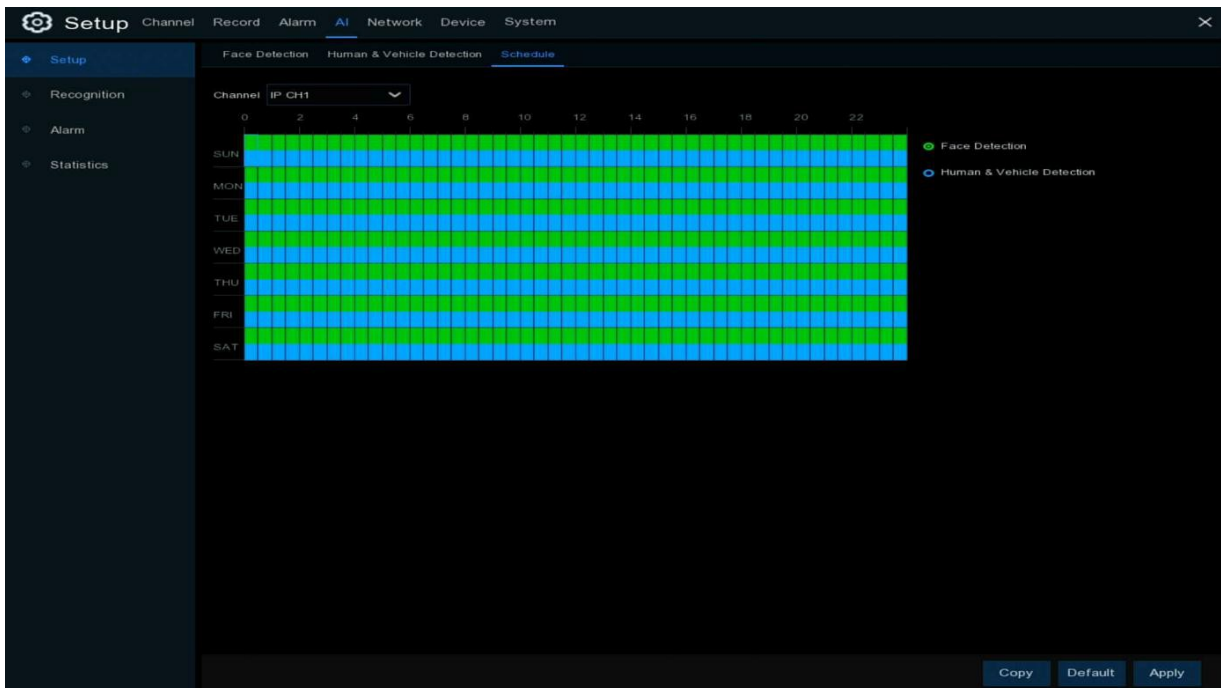 Setup Channel Record Alarm AI Network Device System
Setup
Recognition
Alarm
Statistics
Face Detection Human & Vehicle Detection Schedule
Channel IP CH1
0 2 4 6 8 10 12 14 16 18 20 22
SUN
MON
TUE
WED
THU
FRI
SAT
Face Detection
Human & Vehicle Detection
Copy Default Apply